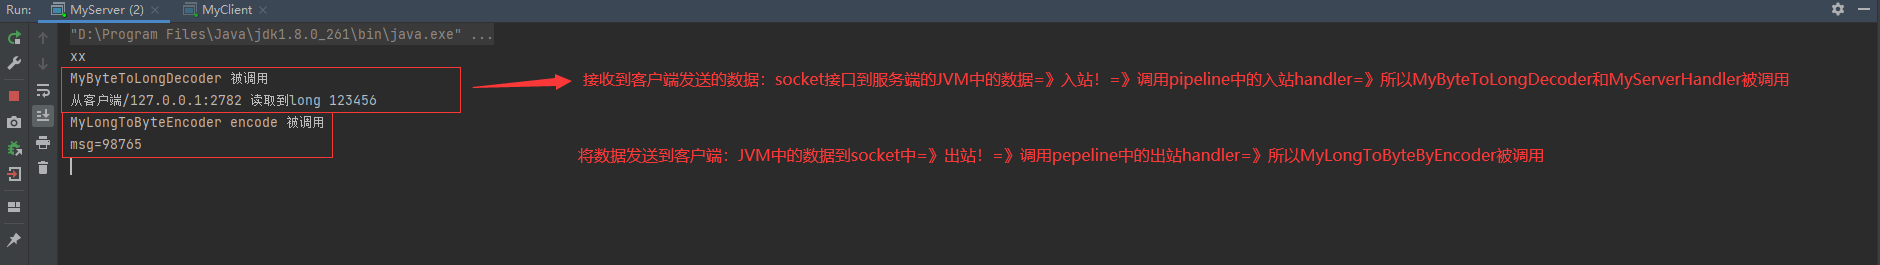 Run: MyServer (2) × MyClient ×
"D:\Program Files\Java\jdk1.8.0_261\bin\java.exe" ...
xx
MyByteToLongDecoder 被调用
接收到客户端发送的数据：socket接口到服务端的JVM中的数据=》入站！=》调用pipeline中的入站handler=》所以MyByteToLongDecoder和MyServerHandler被调用
从客户端/127.0.0.1:2782 读取到long 123456
MyLongToByteEncoder encode 被调用
msg=98765
将数据发送到客户端：JVM中的数据到socket中=》出站！=》调用pepeline中的出站handler=》所以MyLongToByteByEncoder被调用